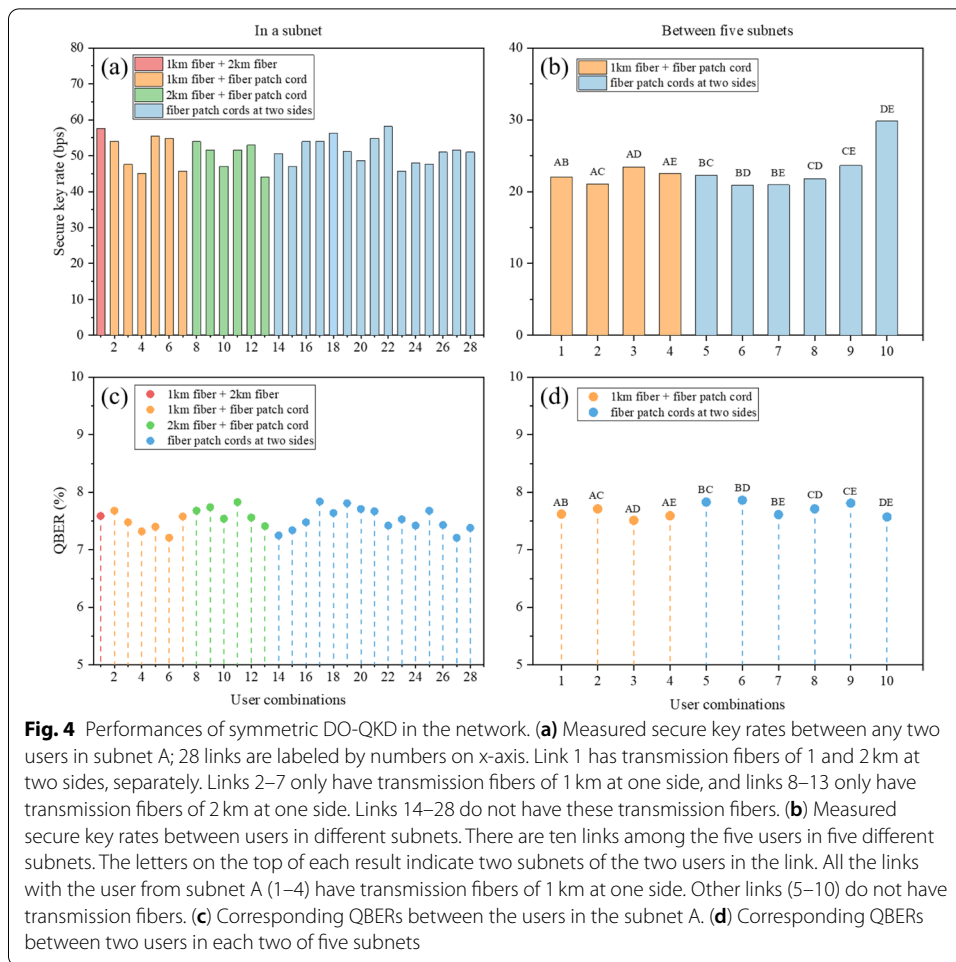 In a subnet
(a)
1km fiber + 2km fiber
1km fiber + fiber patch cord
2km fiber + fiber patch cord
fiber patch cords at two sides
Secure key rate (bps)
80
70
60
50
40
30
20
10
0
2 4 6 8 10 12 14 16 18 20 22 24 26 28
Between five subnets
(b)
1km fiber + fiber patch cord
fiber patch cords at two sides
40
30
20
10
0
AB AC AD AE BC BD BE CD CE DE
1 2 3 4 5 6 7 8 9 10
(c)
1km fiber + 2km fiber
1km fiber + fiber patch cord
2km fiber + fiber patch cord
fiber patch cords at two sides
QBER (%)
10
9
8
7
6
5
2 4 6 8 10 12 14 16 18 20 22 24 26 28
User combinations
(d)
1km fiber + fiber patch cord
fiber patch cords at two sides
10
9
8
7
6
5
AB AC AD AE BC BD BE CD CE DE
1 2 3 4 5 6 7 8 9 10
User combinations
Fig. 4 Performances of symmetric DO-QKD in the network. (a) Measured secure key rates between any two
users in subnet A; 28 links are labeled by numbers on x-axis. Link 1 has transmission fibers of 1 and 2 km at
two sides, separately. Links 2–7 only have transmission fibers of 1 km at one side, and links 8–13 only have
transmission fibers of 2 km at one side. Links 14–28 do not have these transmission fibers. (b) Measured
secure key rates between users in different subnets. There are ten links among the five users in five different
subnets. The letters on the top of each result indicate two subnets of the two users in the link. All the links
with the user from subnet A (1–4) have transmission fibers of 1 km at one side. Other links (5–10) do not have
transmission fibers. (c) Corresponding QBERs between the users in the subnet A. (d) Corresponding QBERs
between two users in each two of five subnets